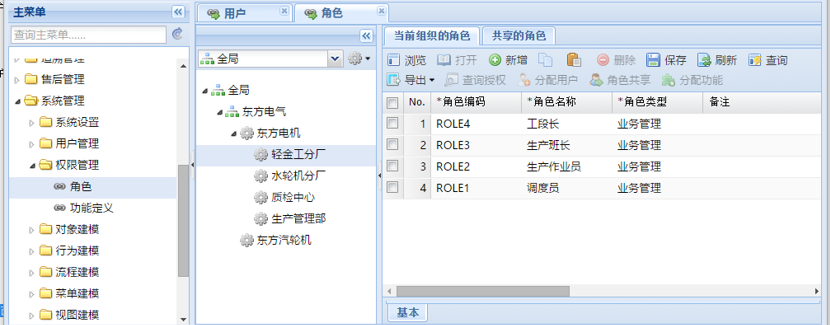 主菜单
查询主菜单......
售后管理
系统管理
系统设置
用户管理
权限管理
角色
功能定义
对象建模
行为建模
流程建模
菜单建模
视图建模
用户 角色
全局
全局
东方电气
东方电机
轻金工分厂
水轮机分厂
质检中心
生产管理部
东方汽轮机
当前组织的角色 共享的角色
浏览 打开 新增 删除 保存 刷新 查询
导出 查询授权 分配用户 角色共享 分配功能
No. *角色编码 *角色名称 *角色类型 备注
1 ROLE4 工段长 业务管理
2 ROLE3 生产班长 业务管理
3 ROLE2 生产作业员 业务管理
4 ROLE1 调度员 业务管理
基本